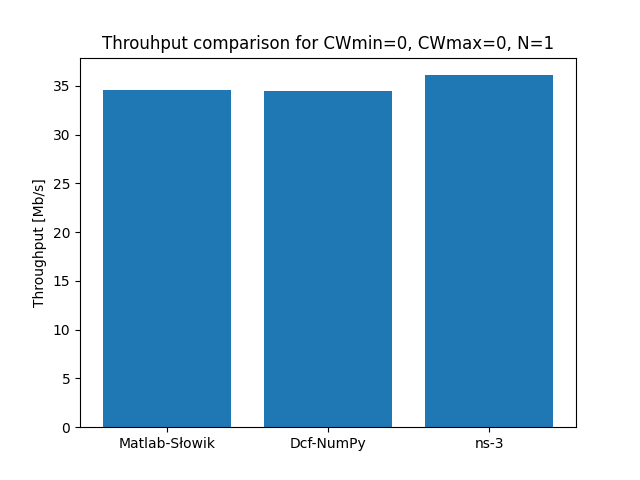 Throuhput comparison for CWmin=0, CWmax=0, N=1
Throughput [Mb/s]
35
30
25
20
15
10
5
0
Matlab-Słowik
Dcf-NumPy
ns-3